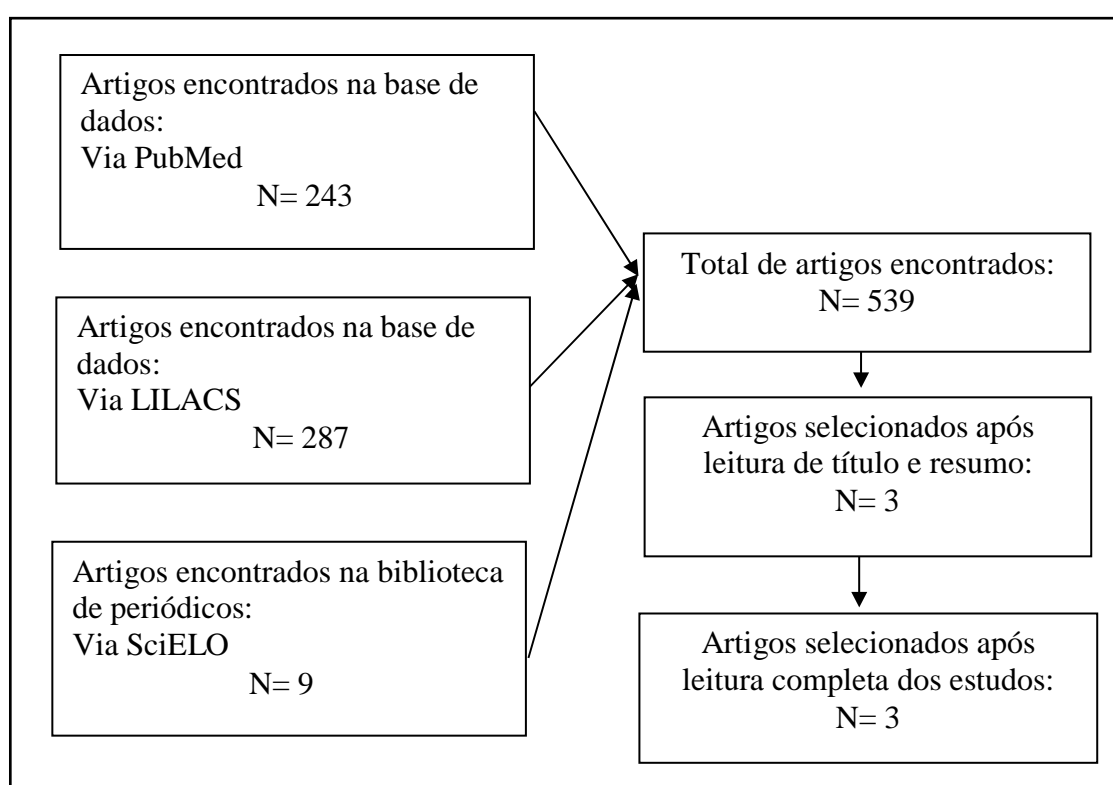 Artigos encontrados na base de
dados:
Via PubMed
N= 243
Artigos encontrados na base de
dados:
Via LILACS
N= 287
Artigos encontrados na biblioteca
de periódicos:
Via SciELO
N= 9
Total de artigos encontrados:
N= 539
Artigos selecionados após
leitura de título e resumo:
N= 3
Artigos selecionados após
leitura completa dos estudos:
N= 3